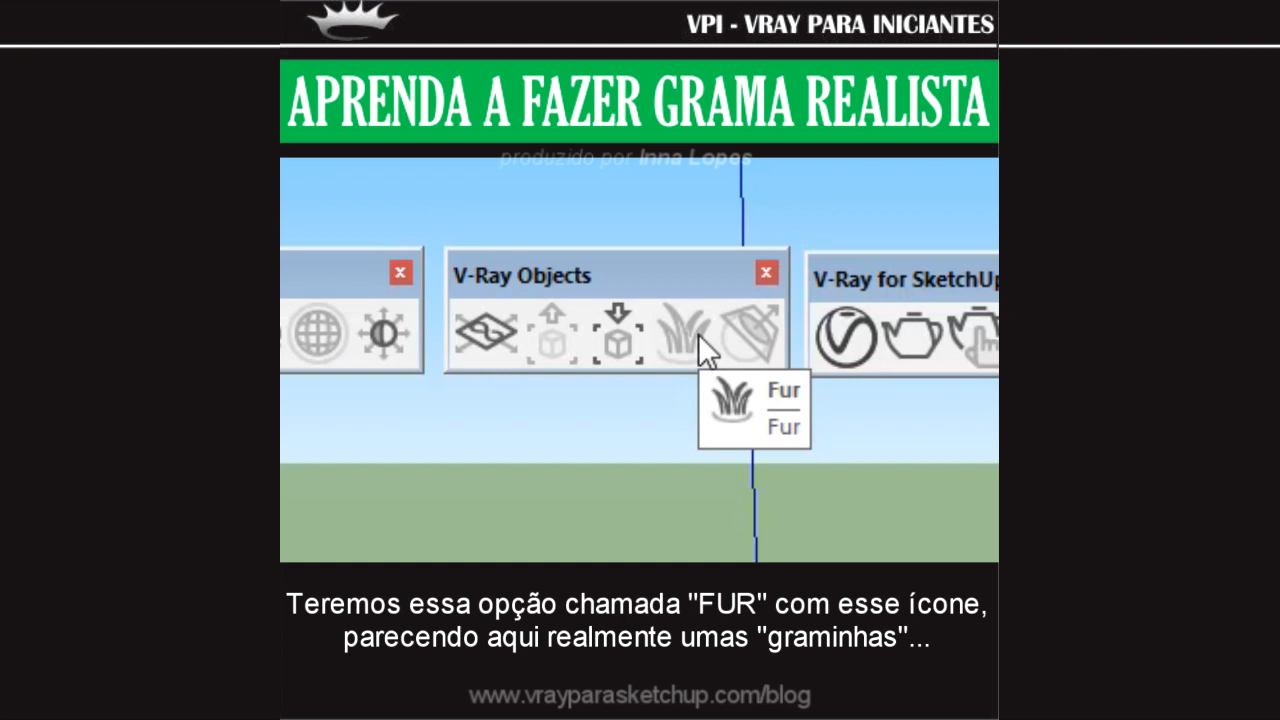 VPI - VRAY PARA INICIANTES
APRENDA A FAZER GRAMA REALISTA
produzido por Inna Lopes
V-Ray Objects
V-Ray for SketchUp
Fur
Fur
Teremos essa opção chamada "FUR" com esse ícone,
parecendo aqui realmente umas "graminhas"...
www.vrayparasketchup.com/blog